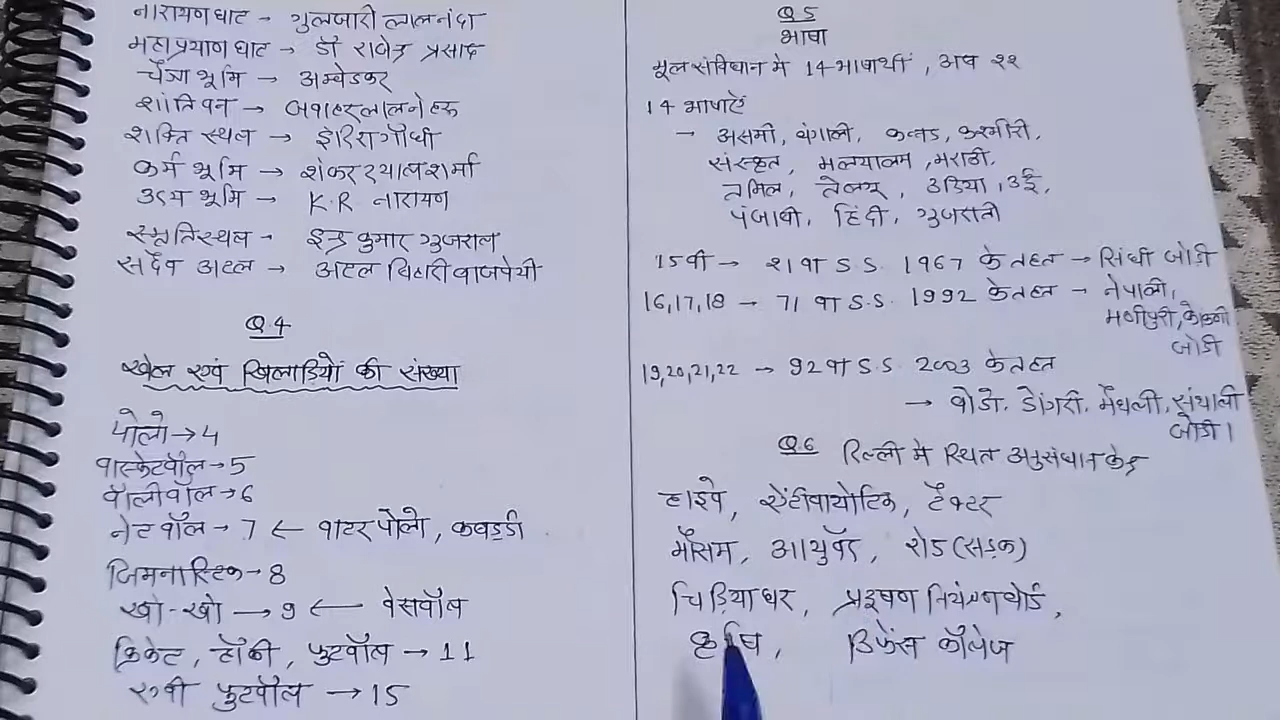 नारायण घाट → गुलजारी लाल नंदा
महाप्रयाण घाट → डॉ राजेन्द्र प्रसाद
चैत्रा भूमि → अम्बेडकर
शांतिवन → जवाहरलाल नेहरू
शक्ति स्थल → इंदिरा गाँधी
कर्म भूमि → शंकर दयाल शर्मा
उदय भूमि → K.R नारायण
स्मृति स्थल → इन्द्र कुमार गुजराल
सदैव अटल → अटल बिहारी वाजपेयी
Q.4
खेल एवं खिलाड़ियों की संख्या
पोलो → 4
बास्केटबॉल → 5
वॉलीबॉल → 6
नेटबॉल → 7 ← वाटर पोलो, कबड्डी
जिमनास्टिक → 8
खो-खो → 9 ← बेसबॉल
क्रिकेट, हॉकी, फुटबॉल → 11
रग्बी फुटबॉल → 15
Q 5
भाषा
मूल संविधान मे 14 भाषा थीं, अब 22
14 भाषाएँ
→ असमी, बंगाली, कन्नड, कश्मीरी,
संस्कृत, मलयालम, मराठी,
तमिल, तेलगू, उड़िया, उर्दू,
पंजाबी, हिंदी, गुजराती
15वी → 21वा S.S. 1967 के तहत → सिंधी जोड़ी
16,17,18 → 71 वा S.S. 1992 के तहत → नेपाली,
मणीपुरी, कोंकणी
जोडी
19,20,21,22 → 92वा S.S. 2003 के तहत
→ बोडो, डोंगरी, मैथली, संथाली
जोडी।
Q.6 दिल्ली मे स्थित अनुसंधान केंद्र
टाइपे, एंटीबायोटिक, ट्रैक्टर
मौसम, आयुर्वेद, रोड (सड़क)
चिड़ियाघर, प्रदूषण नियंत्रण बोर्ड,
कृषि, डिफेंस कॉलेज